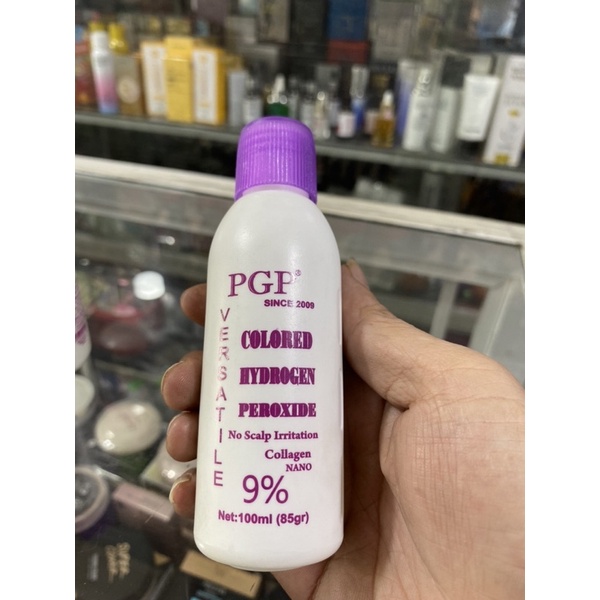 PGP®
SINCE 2009
VERSATILE
COLORED
HYDROGEN
PEROXIDE
No Scalp Irritation
Collagen
NANO
9%
Net:100ml (85gr)